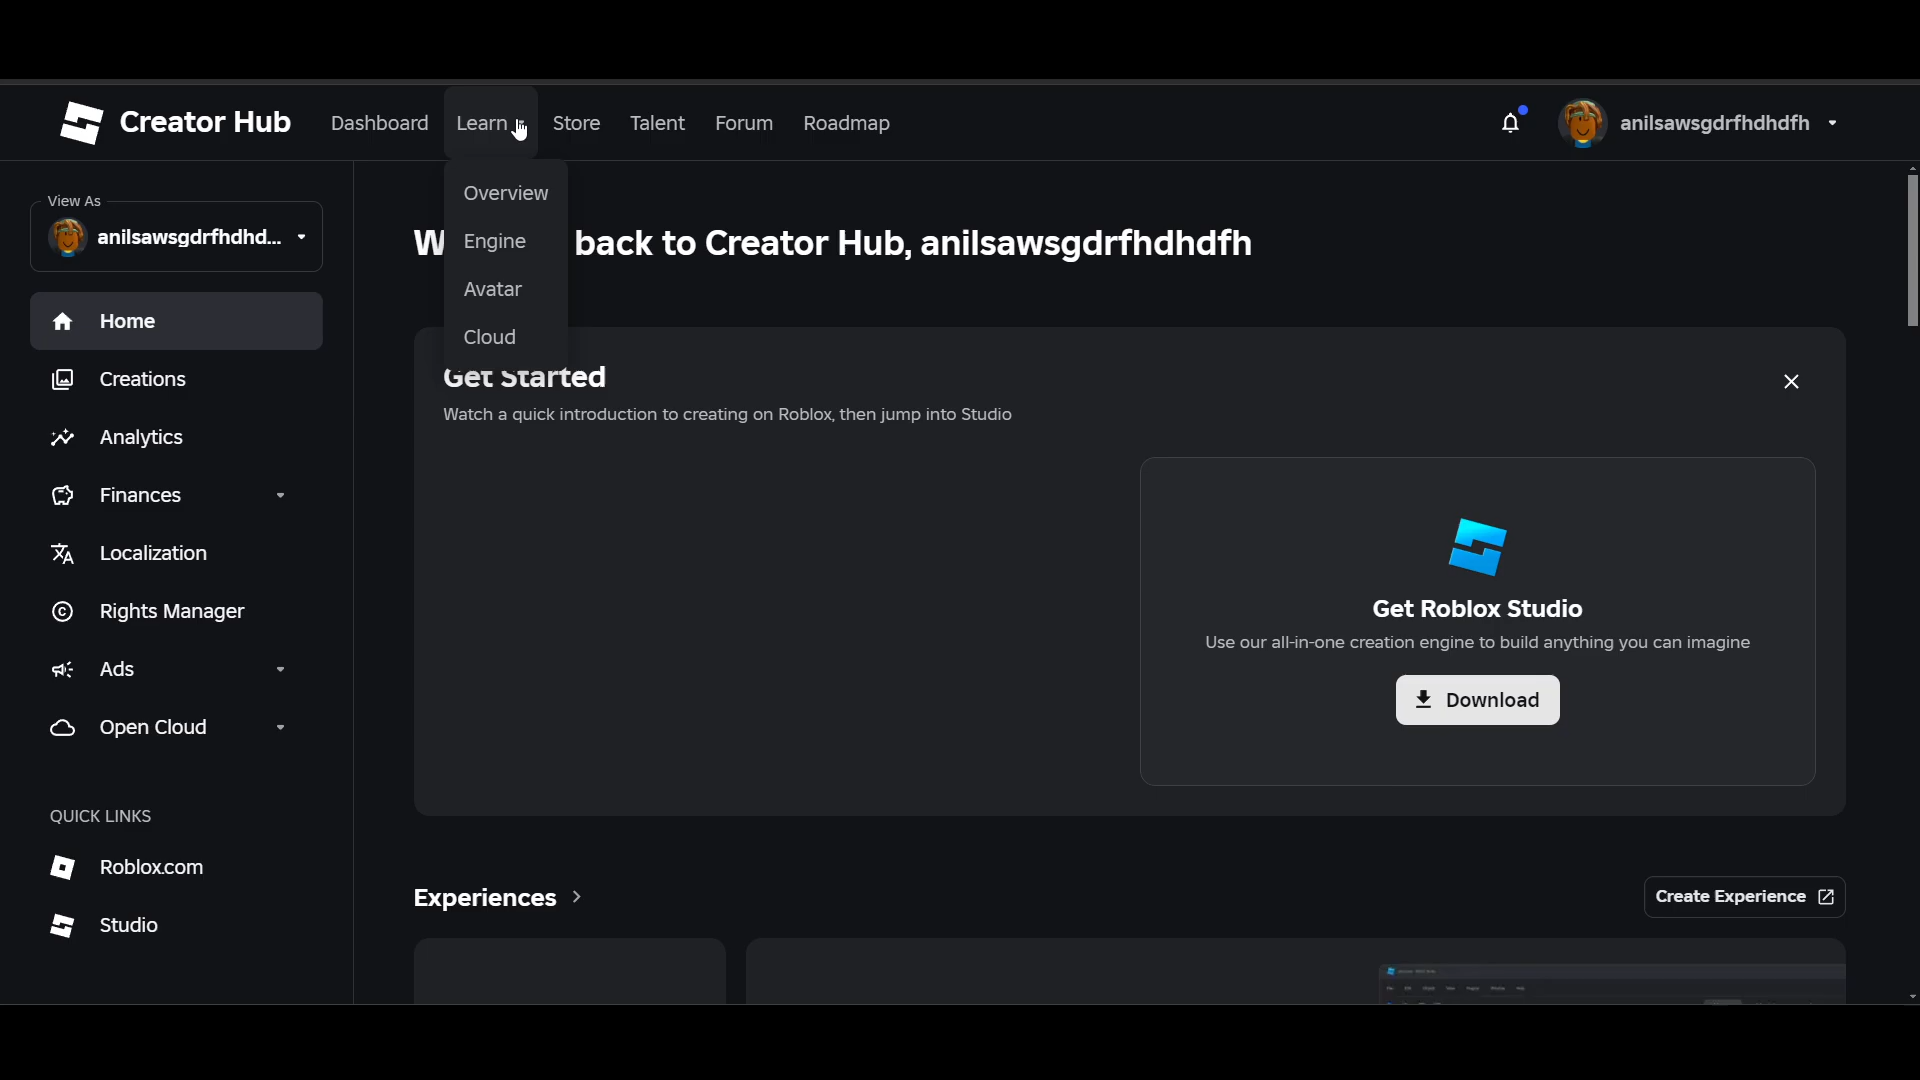 Creator Hub Dashboard Learn Store Talent Forum Roadmap anilsawsgdrfhdhdfh
View As
anilsawsgdrfhdhd...
Home
Creations
Analytics
Finances
Localization
Rights Manager
Ads
Open Cloud
QUICK LINKS
Roblox.com
Studio
Overview
Engine
Avatar
Cloud
back to Creator Hub, anilsawsgdrfhdhdfh
Get Started
Watch a quick introduction to creating on Roblox, then jump into Studio
Get Roblox Studio
Use our all-in-one creation engine to build anything you can imagine
Download
Experiences
Create Experience